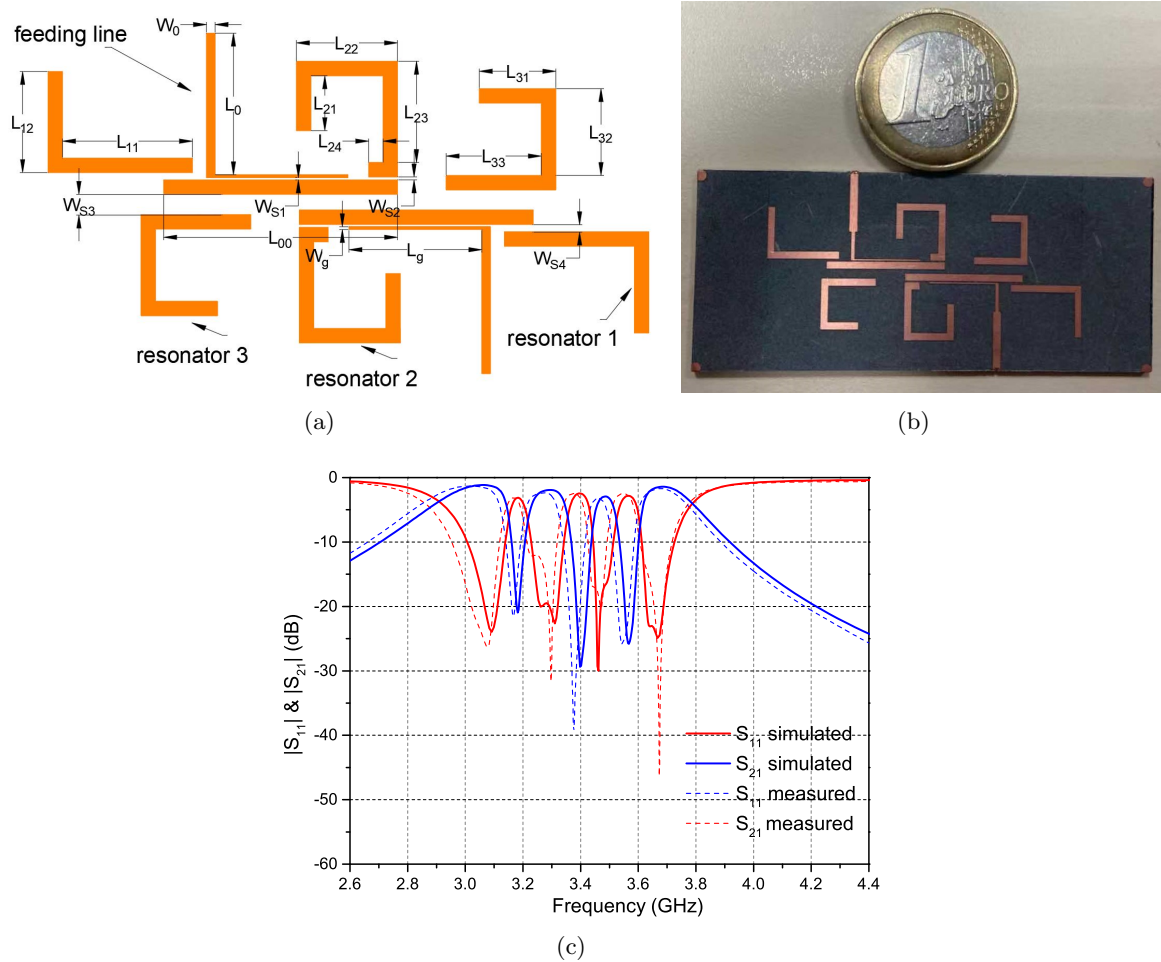 W0
feeding line
L22
L31
L12
L0
L21
L23
L32
L11
L24
L33
WS3
WS1
WS2
L00
Wg
Lg
WS4
resonator 3
resonator 2
resonator 1
(a)
1
EURO
(b)
|S11| & |S21| (dB)
0
-10
-20
-30
-40
-50
-60
S11 simulated
S21 simulated
S11 measured
S21 measured
2.6 2.8 3.0 3.2 3.4 3.6 3.8 4.0 4.2 4.4
Frequency (GHz)
(c)